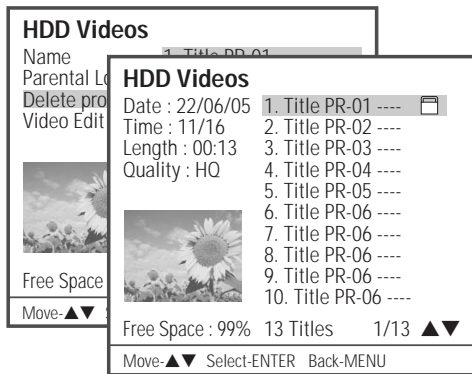 HDD Videos
Name 1. Title PR-01
Parental
Delete
Video Edit
Free Space
Move-▲▼
HDD Videos
Date : 22/06/05 1. Title PR-01 ----
Time : 11/16 2. Title PR-02 ----
Length : 00:13 3. Title PR-03 ----
Quality : HQ 4. Title PR-04 ----
5. Title PR-05 ----
6. Title PR-06 ----
7. Title PR-06 ----
8. Title PR-06 ----
9. Title PR-06 ----
10. Title PR-06 ----
Free Space : 99% 13 Titles 1/13 ▲▼
Move-▲▼ Select-ENTER Back-MENU